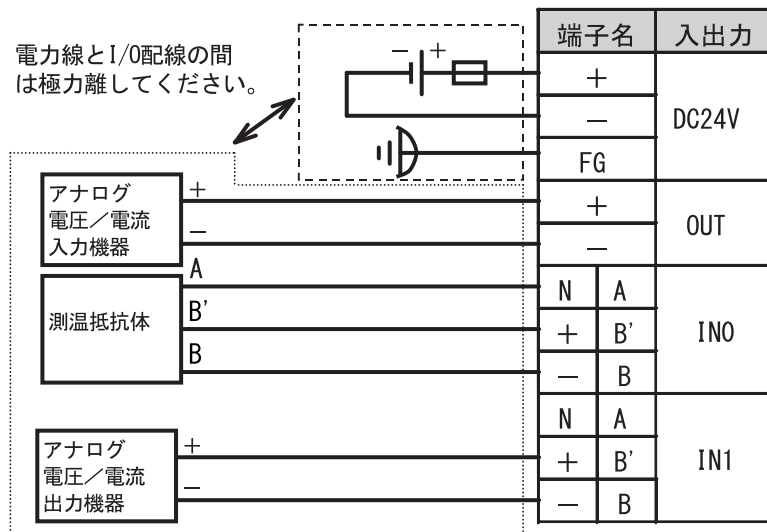 電力線とI/O配線の間
は極力離してください。
－ ＋
端子名 入出力
＋
－
FG
DC24V
アナログ
電圧／電流
入力機器
＋
－
＋
－
OUT
測温抵抗体
A
B'
B
N A
＋ B'
－ B
IN0
アナログ
電圧／電流
出力機器
＋
－
N A
＋ B'
－ B
IN1